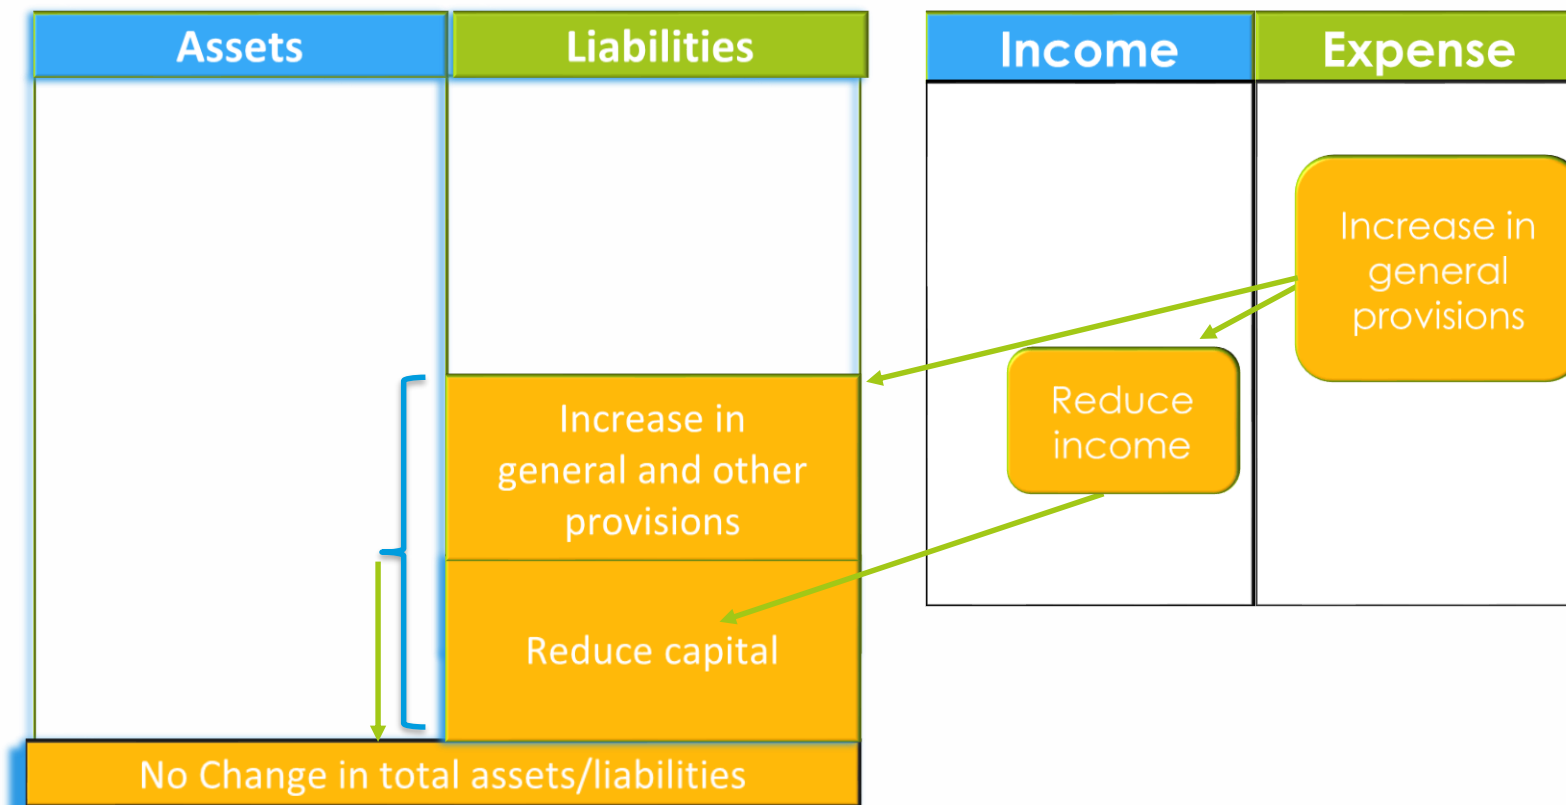 Assets
Liabilities
Increase in
general and other
provisions
Reduce capital
No Change in total assets/liabilities
Income
Expense
Increase in
general
provisions
Reduce
income